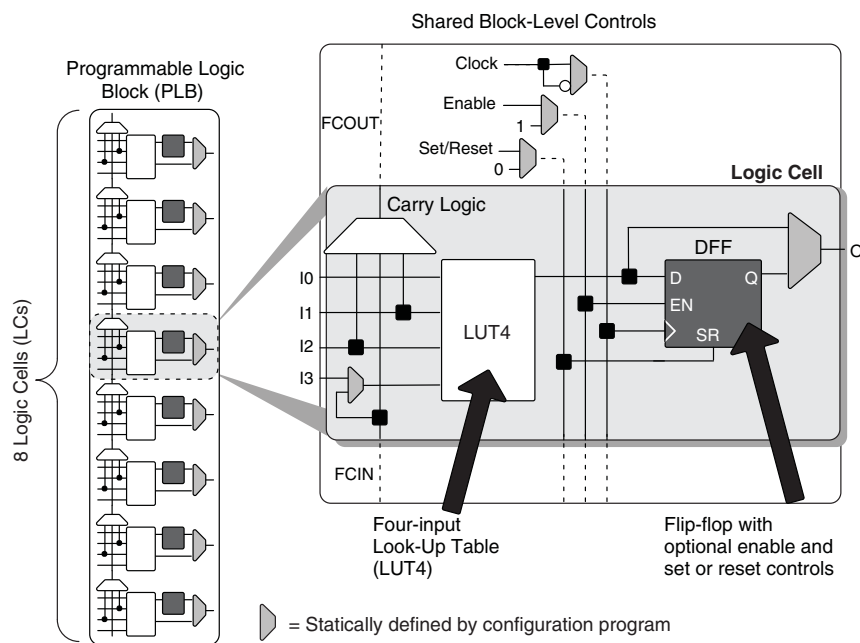 Shared Block-Level Controls
Programmable Logic
Block (PLB)
8 Logic Cells (LCs)
Clock
Enable
1
FCOUT
Set/Reset
0
Logic Cell
Carry Logic
DFF
I0
I1
I2
I3
LUT4
D
Q
EN
SR
O
FCIN
Four-input
Look-Up Table
(LUT4)
Flip-flop with
optional enable and
set or reset controls
= Statically defined by configuration program